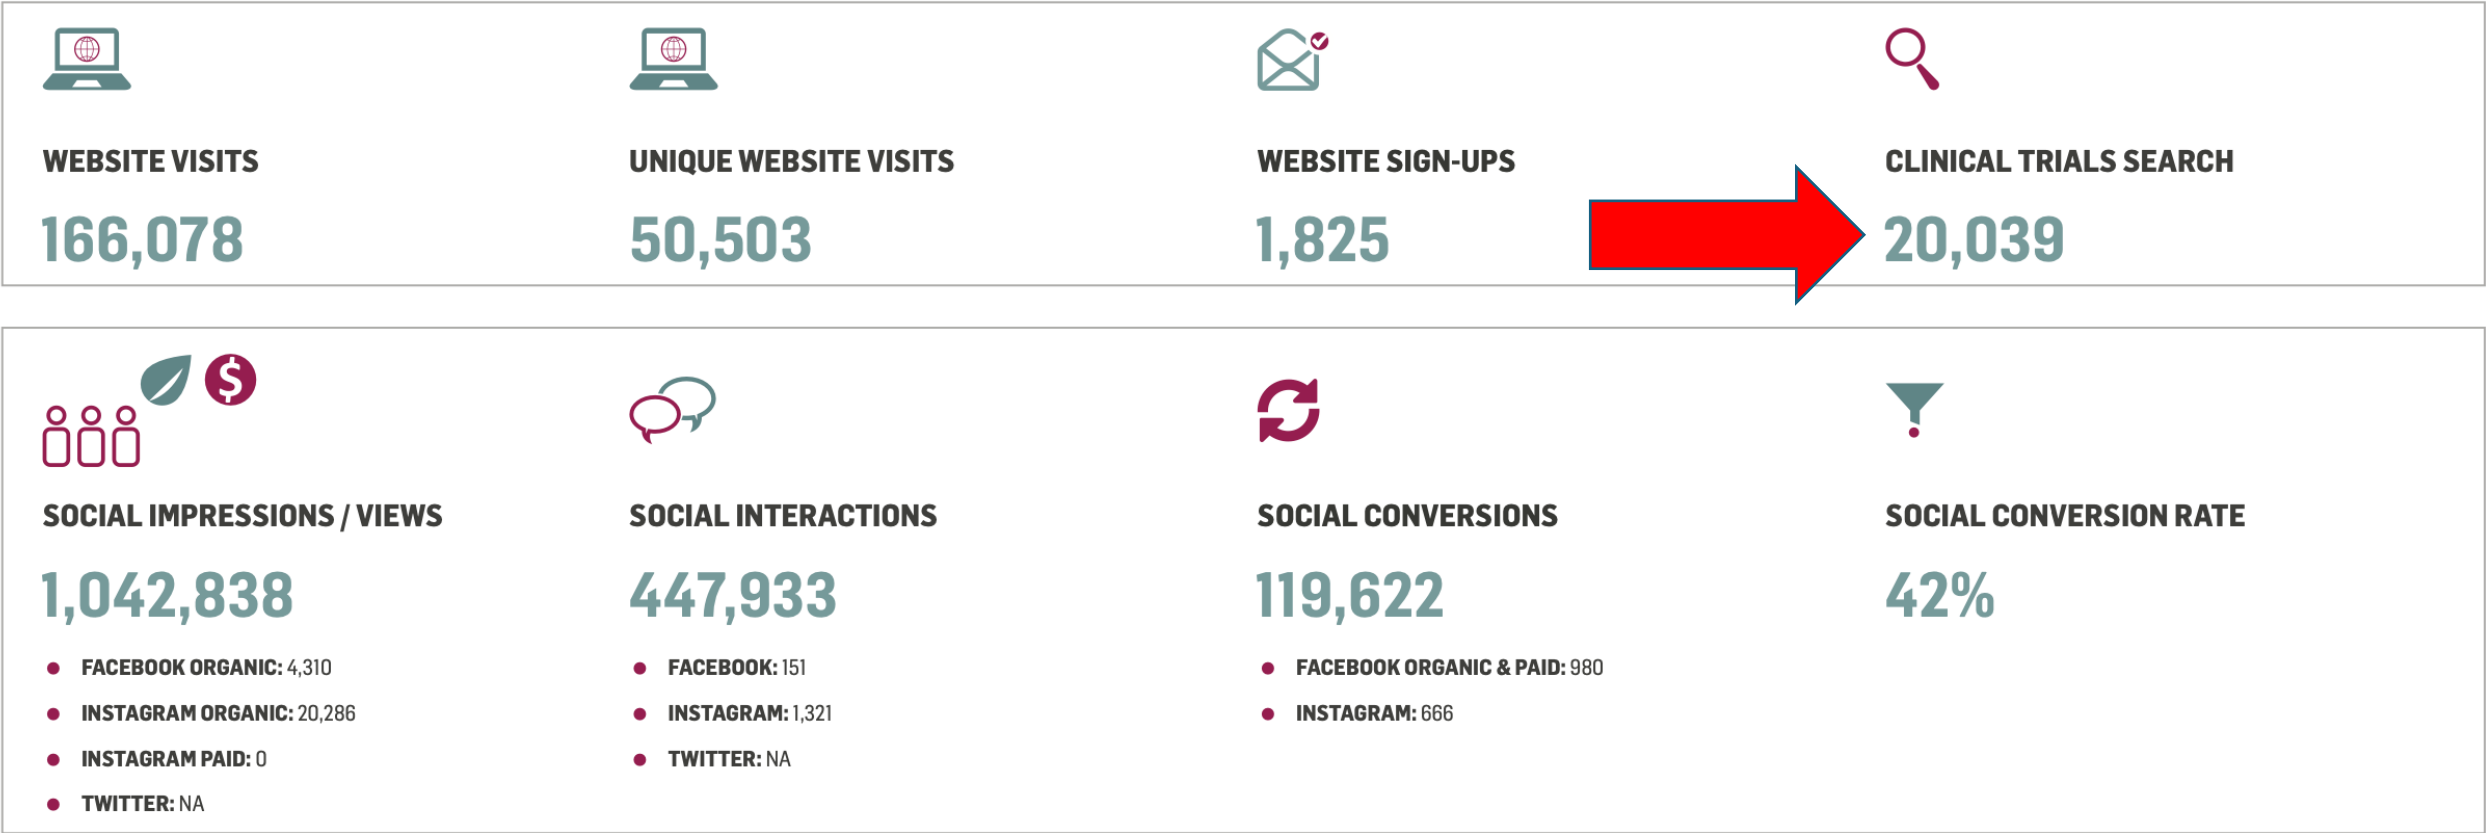 WEBSITE VISITS
166,078
UNIQUE WEBSITE VISITS
50,503
WEBSITE SIGN-UPS
1,825
CLINICAL TRIALS SEARCH
20,039
SOCIAL IMPRESSIONS / VIEWS
1,042,838
FACEBOOK ORGANIC: 4,310
INSTAGRAM ORGANIC: 20,286
INSTAGRAM PAID: 0
TWITTER: NA
SOCIAL INTERACTIONS
447,933
FACEBOOK: 151
INSTAGRAM: 1,321
TWITTER: NA
SOCIAL CONVERSIONS
119,622
FACEBOOK ORGANIC & PAID: 980
INSTAGRAM: 666
SOCIAL CONVERSION RATE
42%